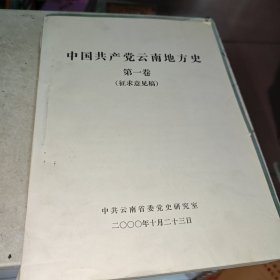 中国共产党云南地方史
第一卷
(征求意见稿)
中共云南省委党史研究室
二〇〇〇年十月二十三日